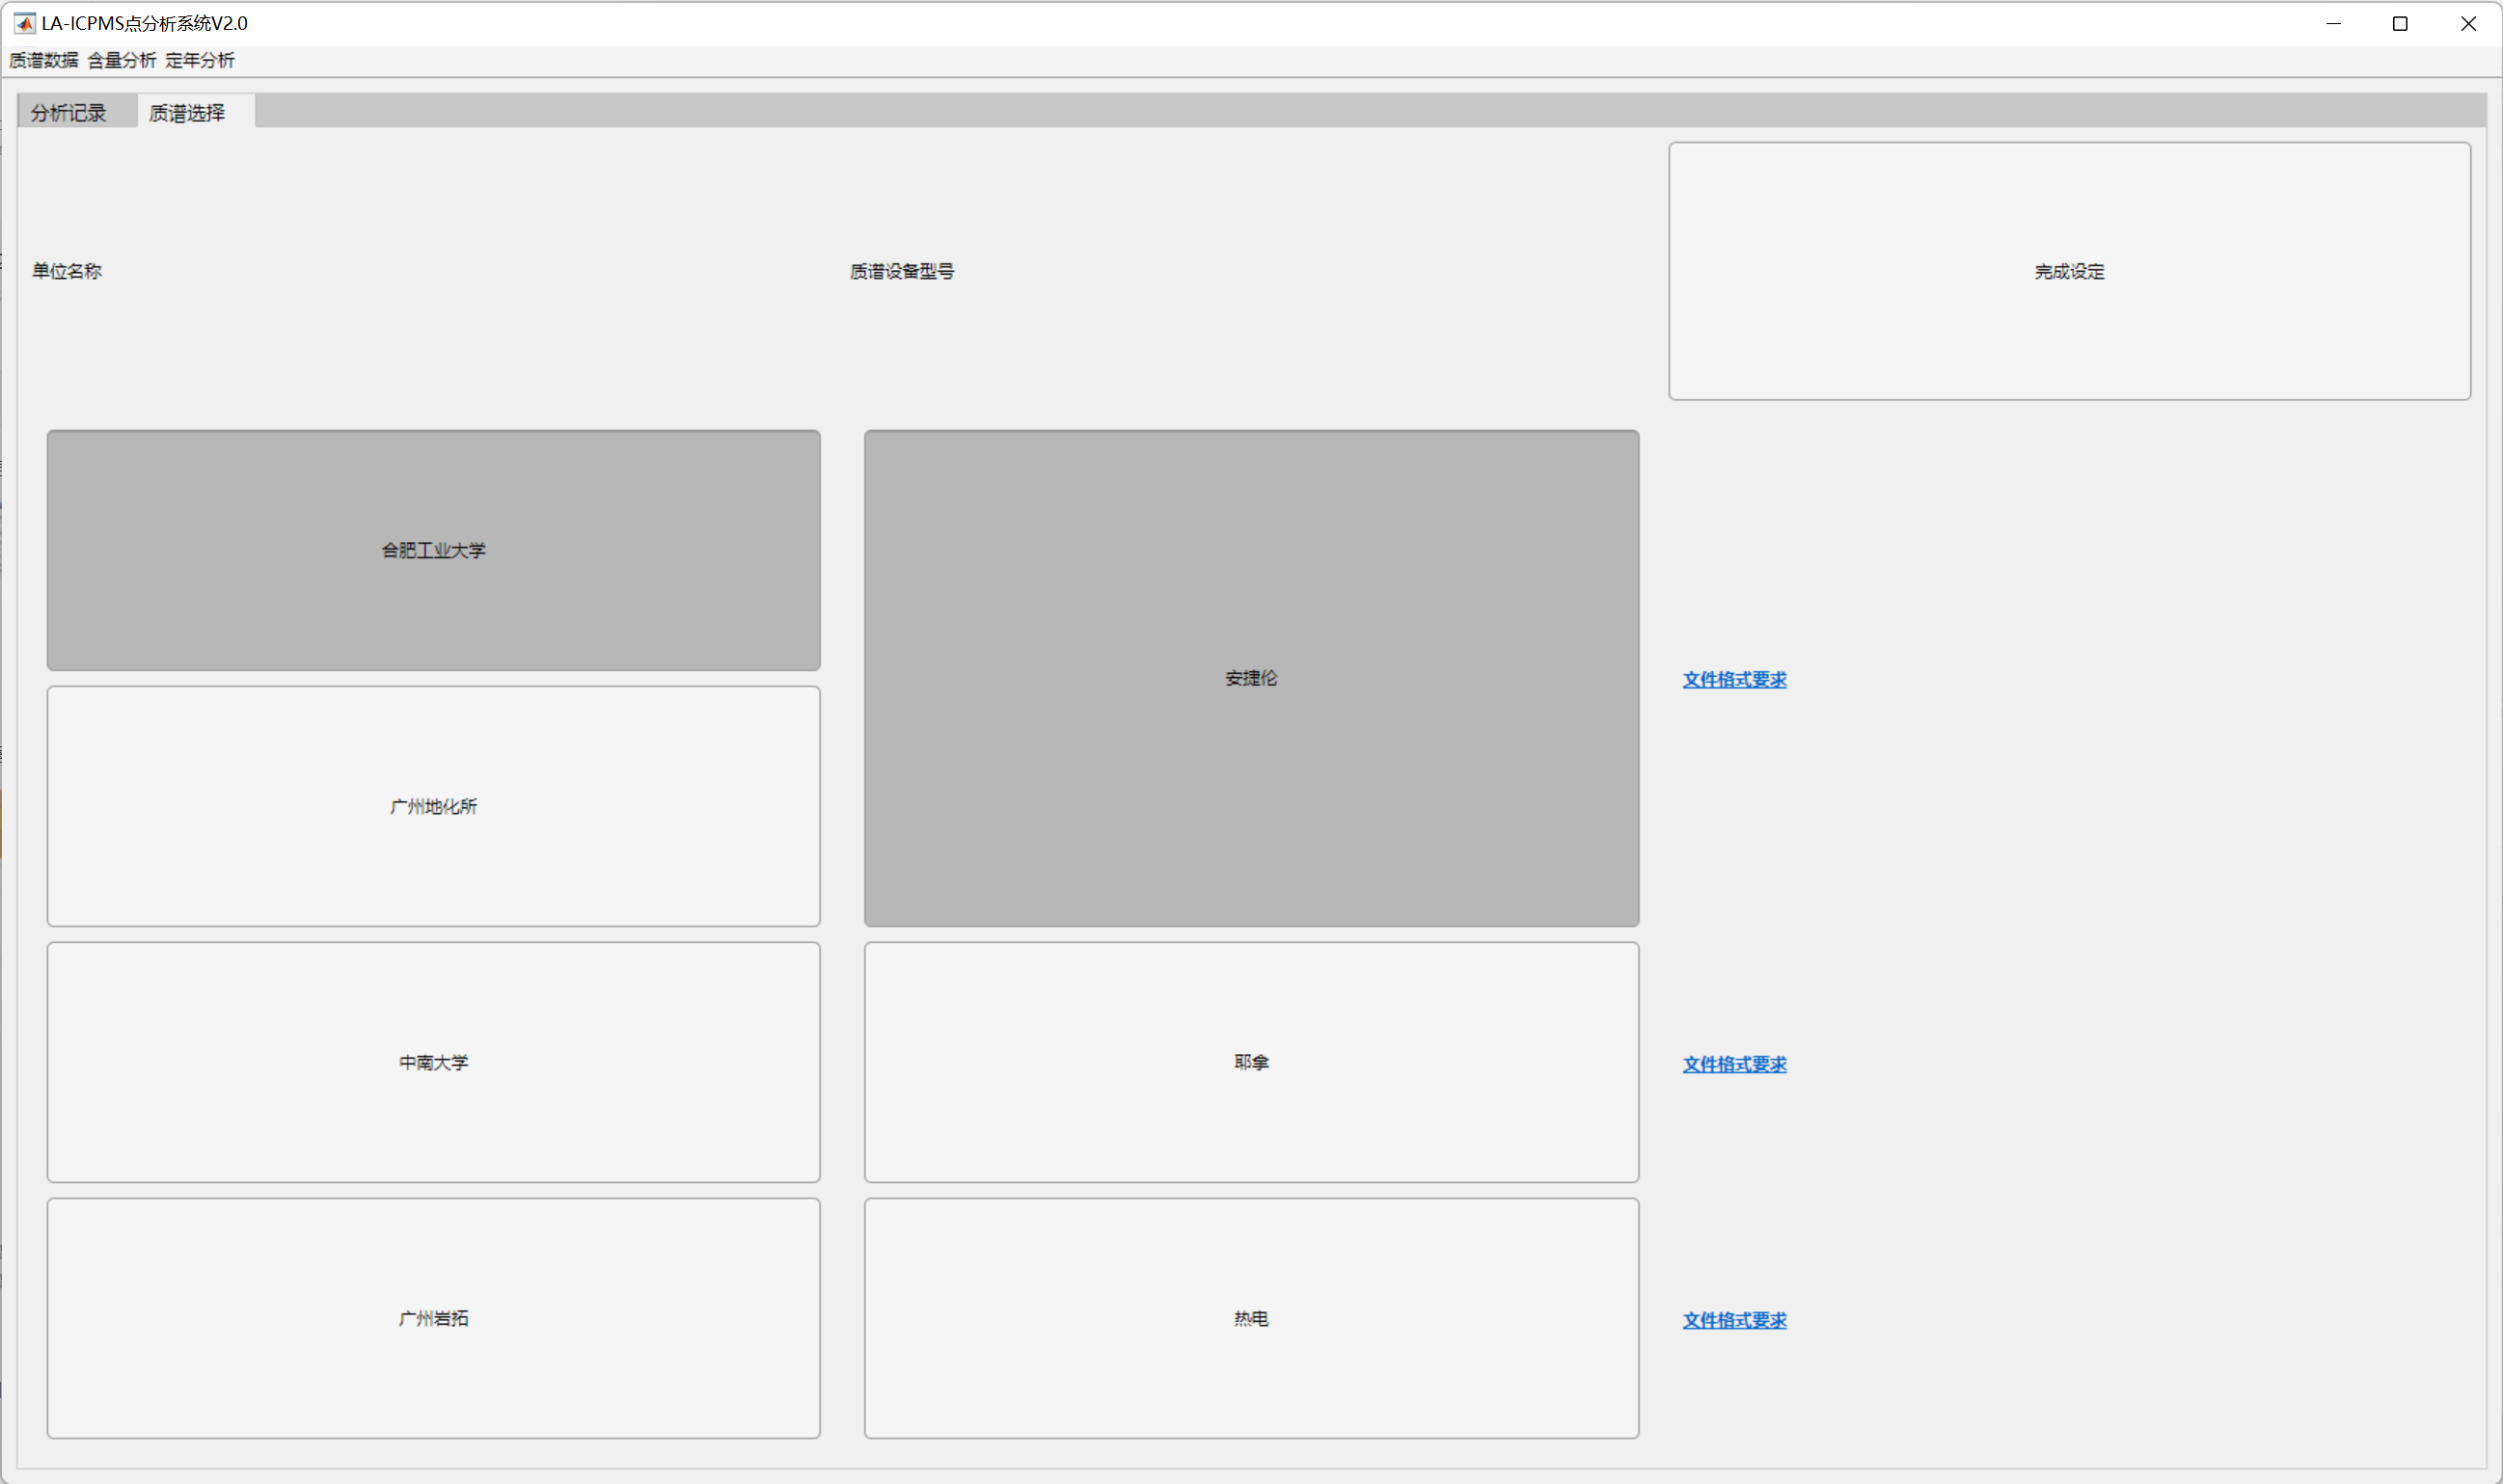 LA-ICPMS点分析系统V2.0
质谱数据 含量分析 定年分析
分析记录 质谱选择
单位名称 质谱设备型号 完成设定
合肥工业大学
安捷伦 文件格式要求
广州地化所
中南大学 耶拿 文件格式要求
广州岩拓 热电 文件格式要求